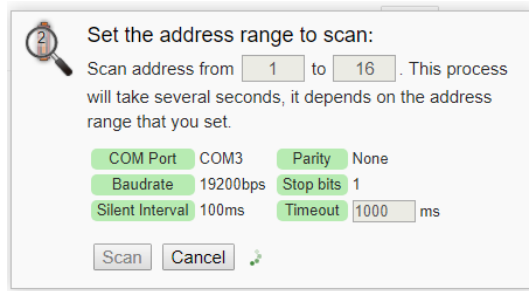 2
Set the address range to scan:
Scan address from 1 to 16 . This process
will take several seconds, it depends on the address
range that you set.
COM Port COM3 Parity None
Baudrate 19200bps Stop bits 1
Silent Interval 100ms Timeout 1000 ms
Scan Cancel